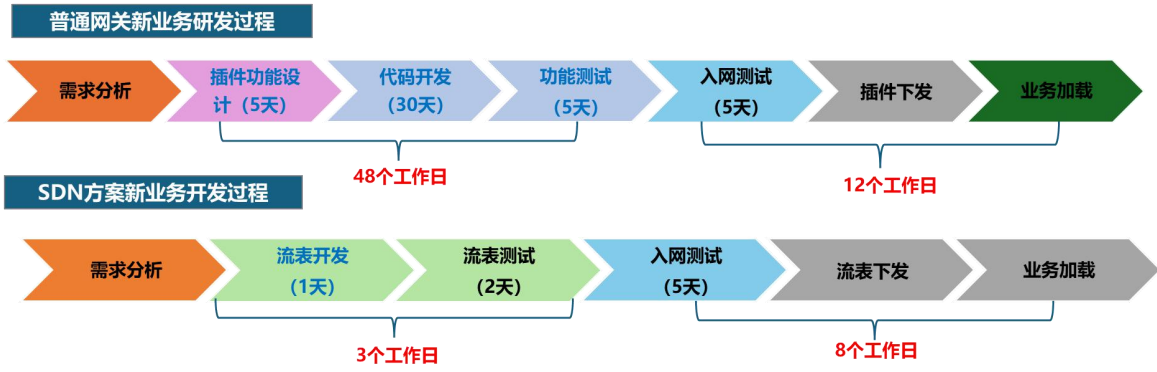 普通网关新业务研发过程
需求分析
插件功能设
计（5天）
代码开发
（30天）
功能测试
（5天）
入网测试
（5天）
插件下发
业务加载
48个工作日
12个工作日
SDN方案新业务开发过程
需求分析
流表开发
（1天）
流表测试
（2天）
入网测试
（5天）
流表下发
业务加载
3个工作日
8个工作日